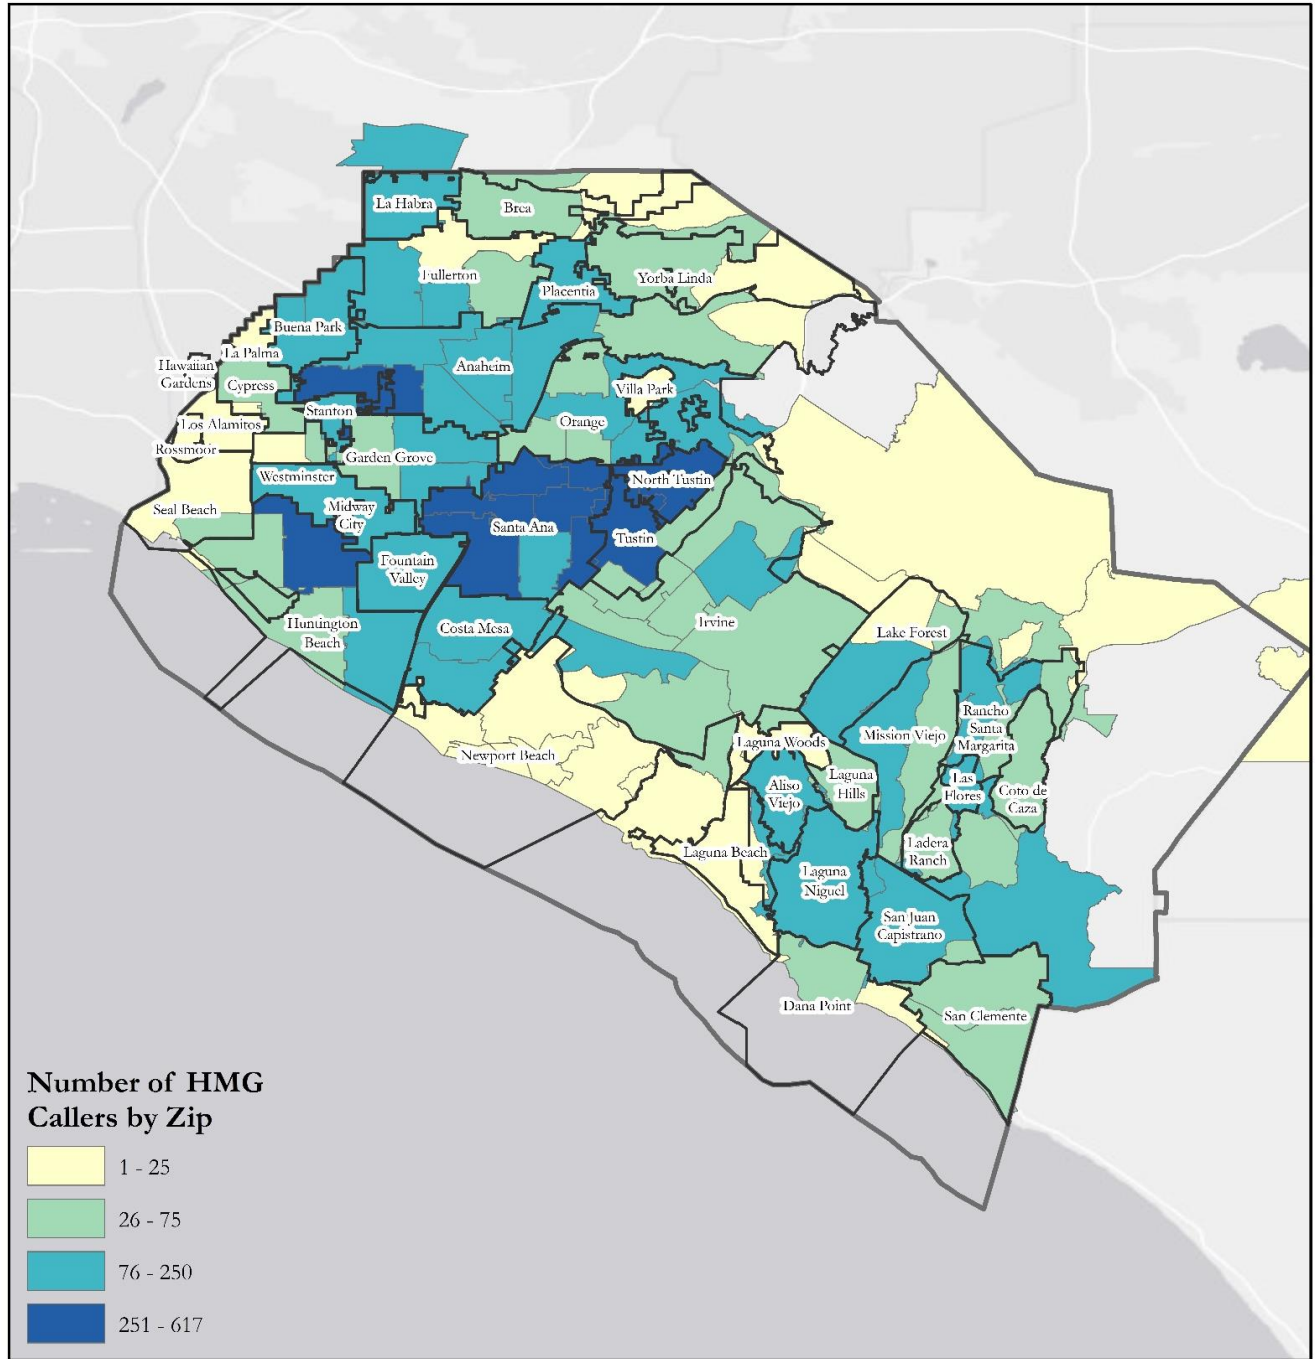 La Habra
Brea
Fullerton
Placentia
Yorba Linda
Buena Park
La Palma
Hawaiian
Gardens
Cypress
Anaheim
Villa Park
Stanton
Los Alamitos
Orange
Rossmoor
Garden Grove
Westminster
North Tustin
Seal Beach
Midway
City
Santa Ana
Tustin
Fountain
Valley
Huntington
Beach
Costa Mesa
Irvine
Lake Forest
Rancho
Santa
Margarita
Mission Viejo
Laguna Woods
Newport Beach
Laguna
Hills
Las
Flores
Coto de
Caza
Aliso
Viejo
Laguna Beach
Ladera
Ranch
Laguna
Niguel
San Juan
Capistrano
Dana Point
San Clemente
Number of HMG
Callers by Zip
1 - 25
26 - 75
76 - 250
251 - 617